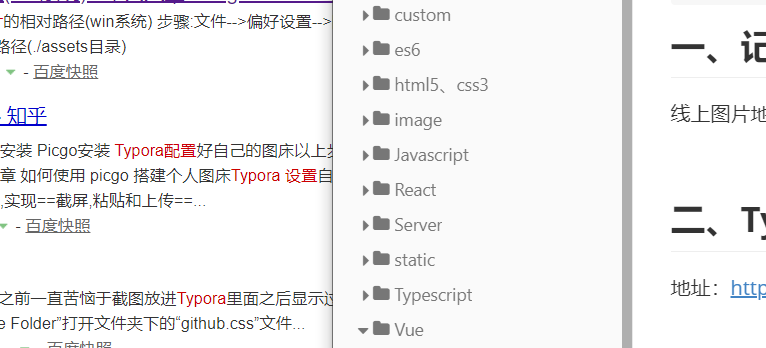 的相对路径(win系统) 步骤:文件-->偏好设置-->
路径(./assets目录)
- 百度快照
知乎
安装 Picgo安装 Typora配置好自己的图床以上步
章 如何使用 picgo 搭建个人图床Typora 设置自
,实现==截屏,粘贴和上传==...
- 百度快照
之前一直苦恼于截图放进Typora里面之后显示过
e Folder”打开文件夹下的“github.css”文件...
- 百度快照
custom
es6
html5、css3
image
Javascript
React
Server
static
Typescript
Vue
一、记
线上图片地
二、Ty
地址：http